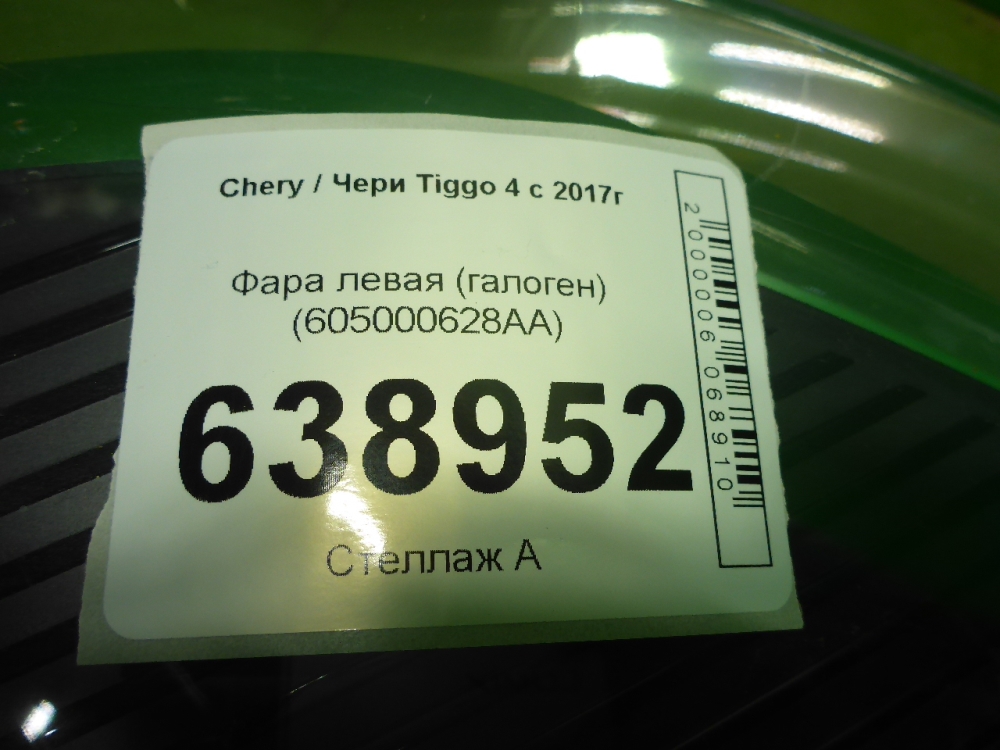 Chery / Чери Tiggo 4 с 2017г
Фара левая (галоген)
(605000628AA)
638952
Стеллаж А
2000006068910